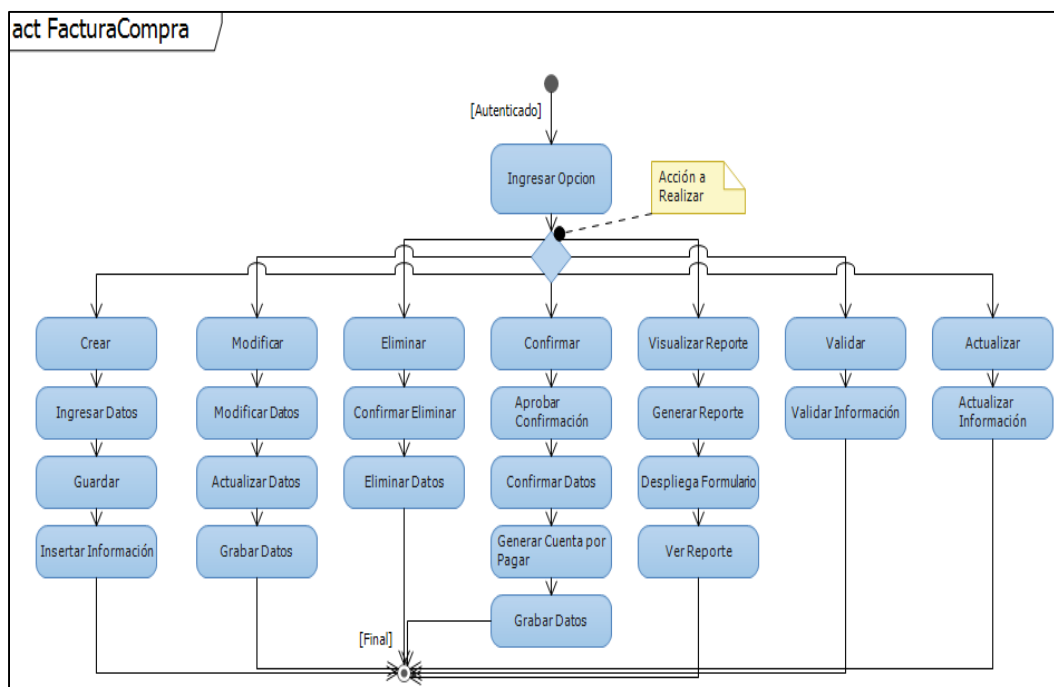 act FacturaCompra
[Autenticado]
Ingresar Opcion
Acción a
Realizar
Crear
Modificar
Eliminar
Confirmar
Visualizar Reporte
Validar
Actualizar
Ingresar Datos
Modificar Datos
Confirmar Eliminar
Aprobar
Confirmación
Generar Reporte
Validar Información
Actualizar
Información
Guardar
Actualizar Datos
Eliminar Datos
Confirmar Datos
Despliega Formulario
Insertar Información
Grabar Datos
Generar Cuenta por
Pagar
Ver Reporte
Grabar Datos
[Final]